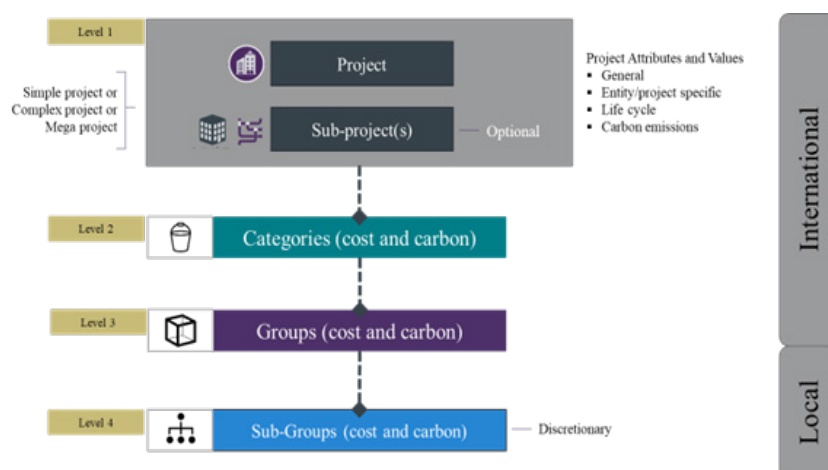 Level 1
Project
Sub-project(s)
Optional
Simple project or
Complex project or
Mega project
Project Attributes and Values
▪ General
▪ Entity/project specific
▪ Life cycle
▪ Carbon emissions
International
Level 2
Categories (cost and carbon)
Level 3
Groups (cost and carbon)
Level 4
Sub-Groups (cost and carbon)
Discretionary
Local